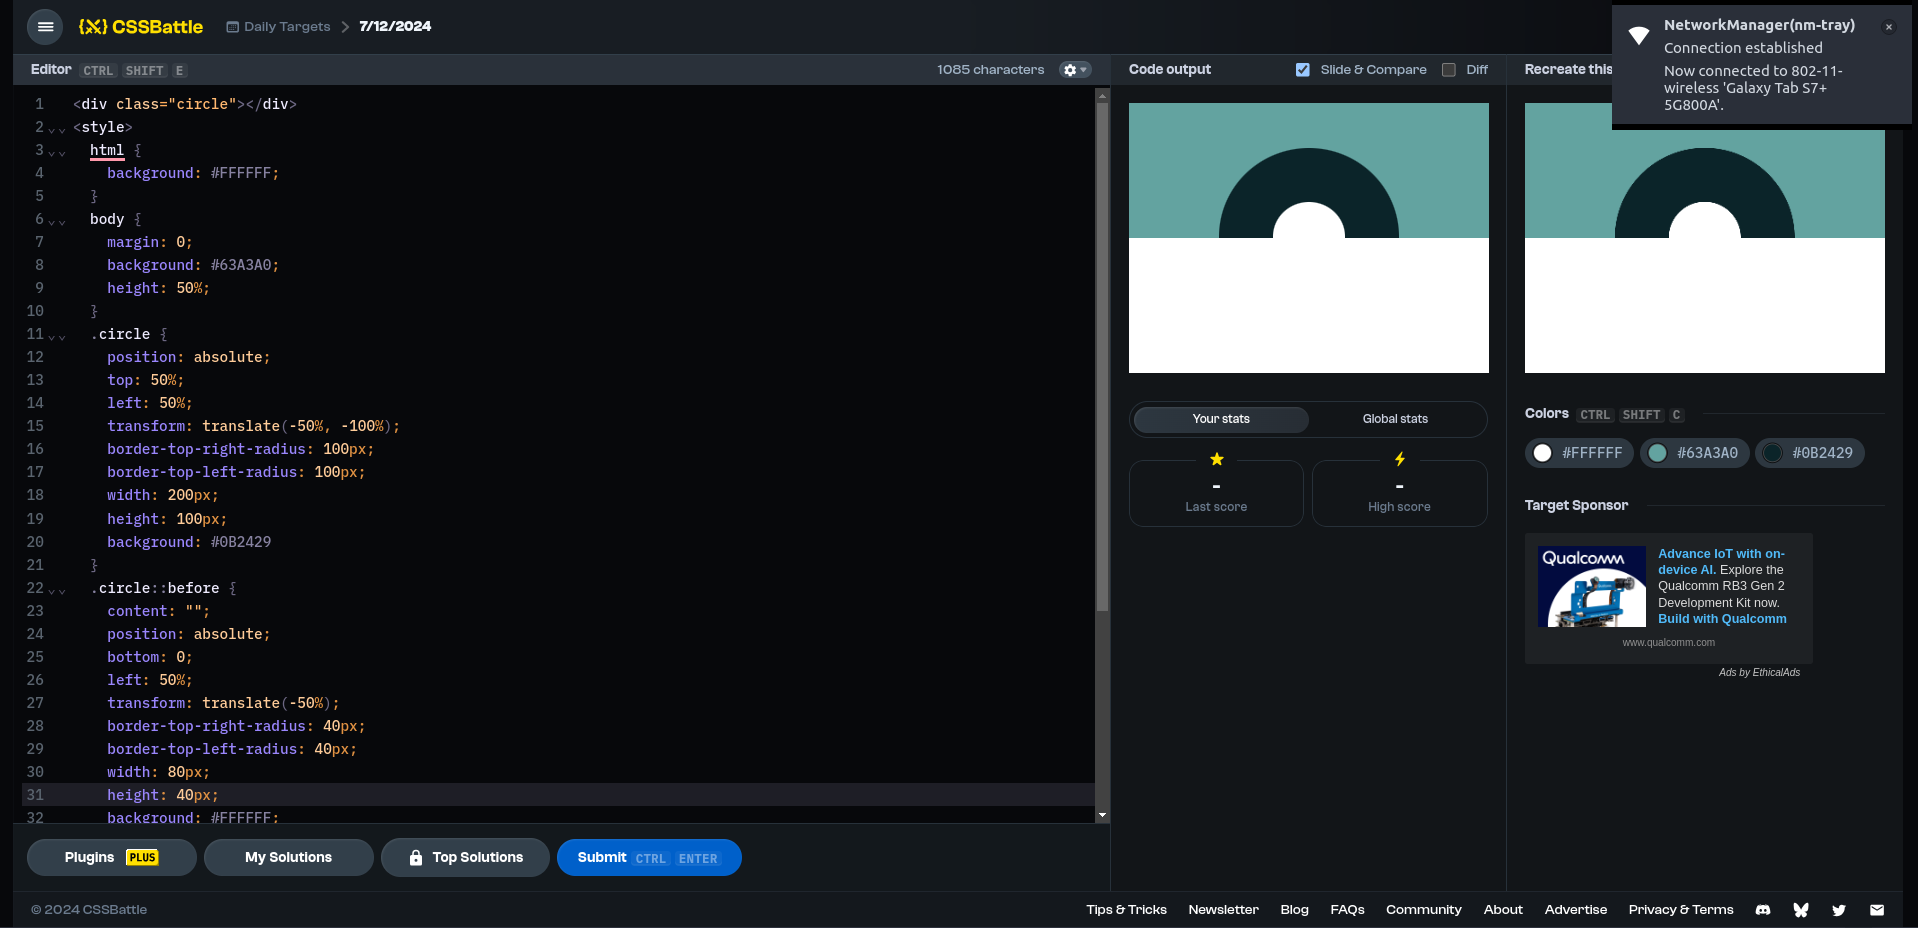 {X} CSSBattle
Daily Targets
7/12/2024
NetworkManager(nm-tray)
Connection established
Now connected to 802-11-
wireless 'Galaxy Tab S7+
5G800A'.
Editor CTRL SHIFT E
1085 characters
Code output
Slide & Compare
Diff
Recreate this
1 <div class="circle"></div>
2 <style>
3 html {
4 background: #FFFFFF;
5 }
6 body {
7 margin: 0;
8 background: #63A3A0;
9 height: 50%;
10 }
11 .circle {
12 position: absolute;
13 top: 50%;
14 left: 50%;
15 transform: translate(-50%, -100%);
16 border-top-right-radius: 100px;
17 border-top-left-radius: 100px;
18 width: 200px;
19 height: 100px;
20 background: #0B2429
21 }
22 .circle::before {
23 content: "";
24 position: absolute;
25 bottom: 0;
26 left: 50%;
27 transform: translate(-50%);
28 border-top-right-radius: 40px;
29 border-top-left-radius: 40px;
30 width: 80px;
31 height: 40px;
32 background: #FFFFFF;
Your stats
Global stats
-
Last score
-
High score
Colors CTRL SHIFT C
#FFFFFF
#63A3A0
#0B2429
Target Sponsor
Qualcomm
Advance IoT with on-
device AI. Explore the
Qualcomm RB3 Gen 2
Development Kit now.
Build with Qualcomm
www.qualcomm.com
Ads by EthicalAds
Plugins PLUS
My Solutions
Top Solutions
Submit CTRL ENTER
© 2024 CSSBattle
Tips & Tricks
Newsletter
Blog
FAQs
Community
About
Advertise
Privacy & Terms